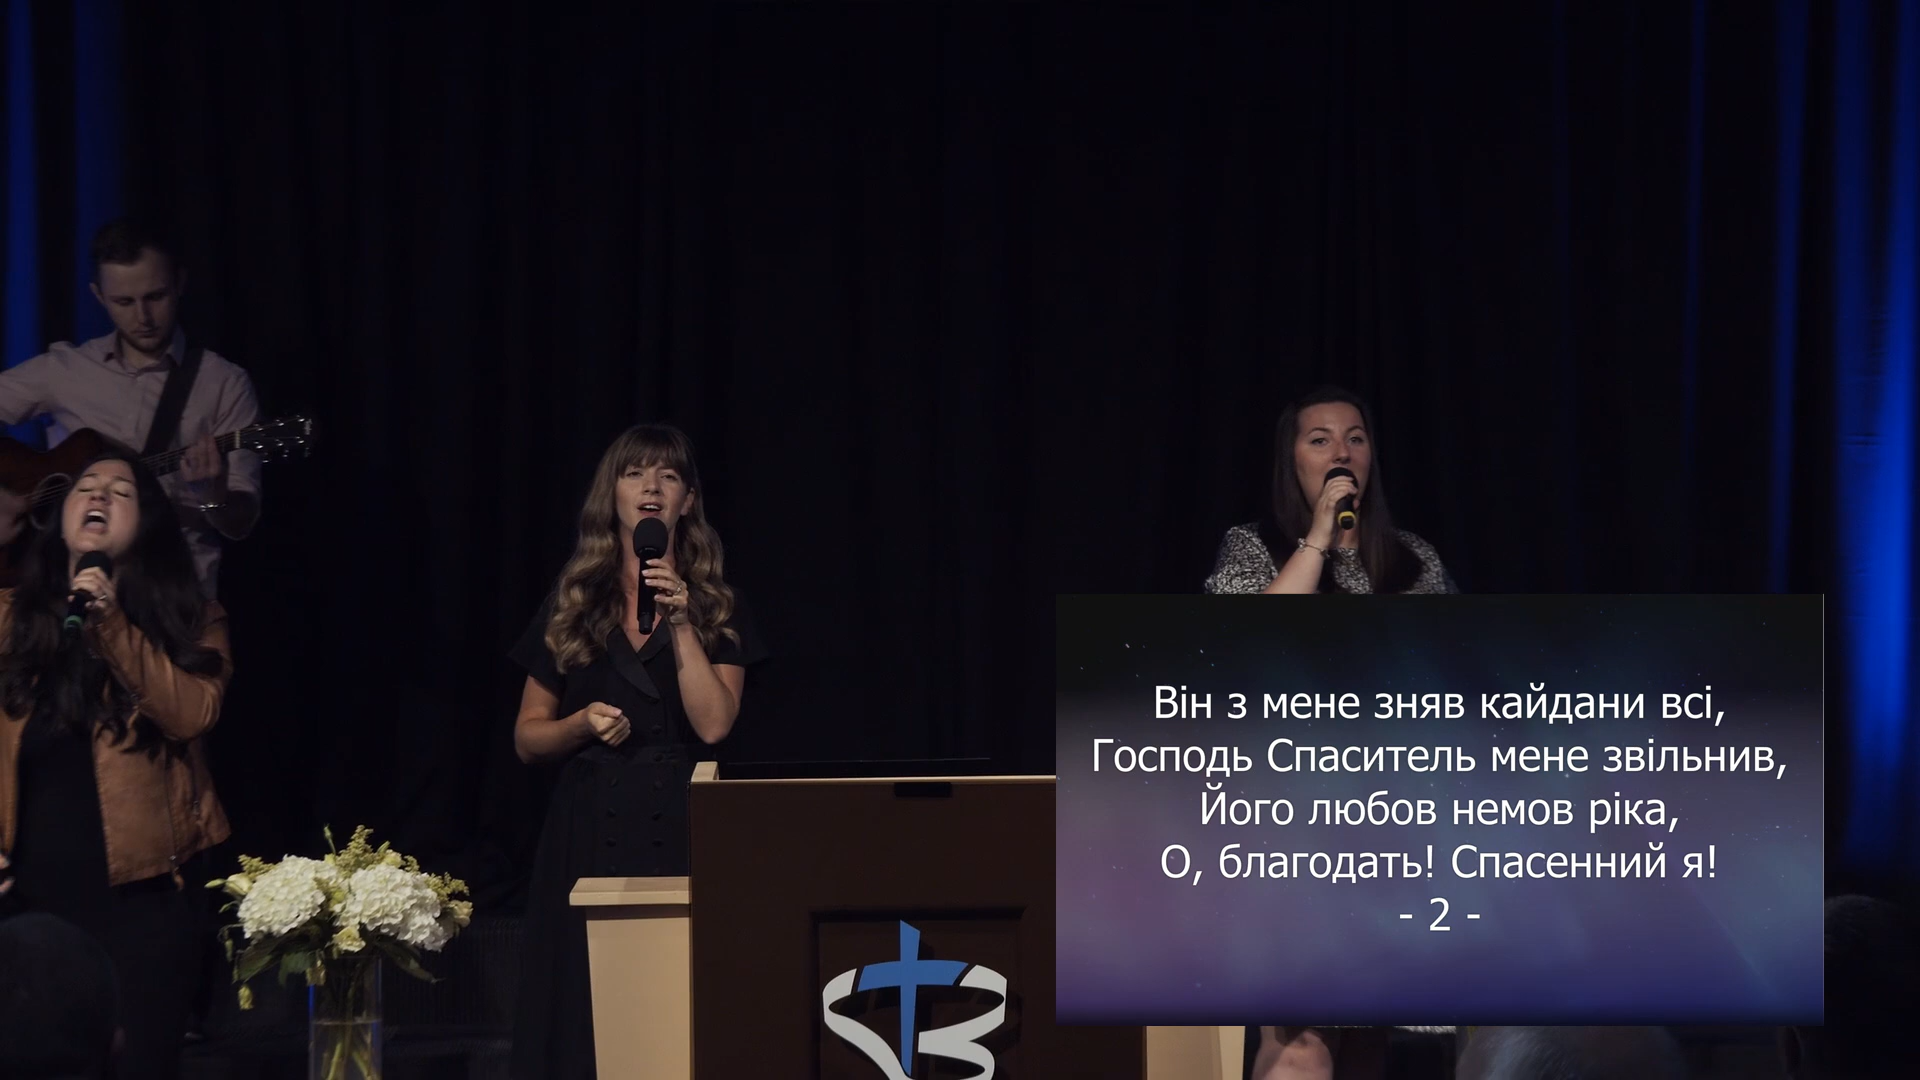 Він з мене зняв кайдани всі,
Господь Спаситель мене звільнив,
Його любов немов ріка,
О, благодать! Спасенний я!
- 2 -